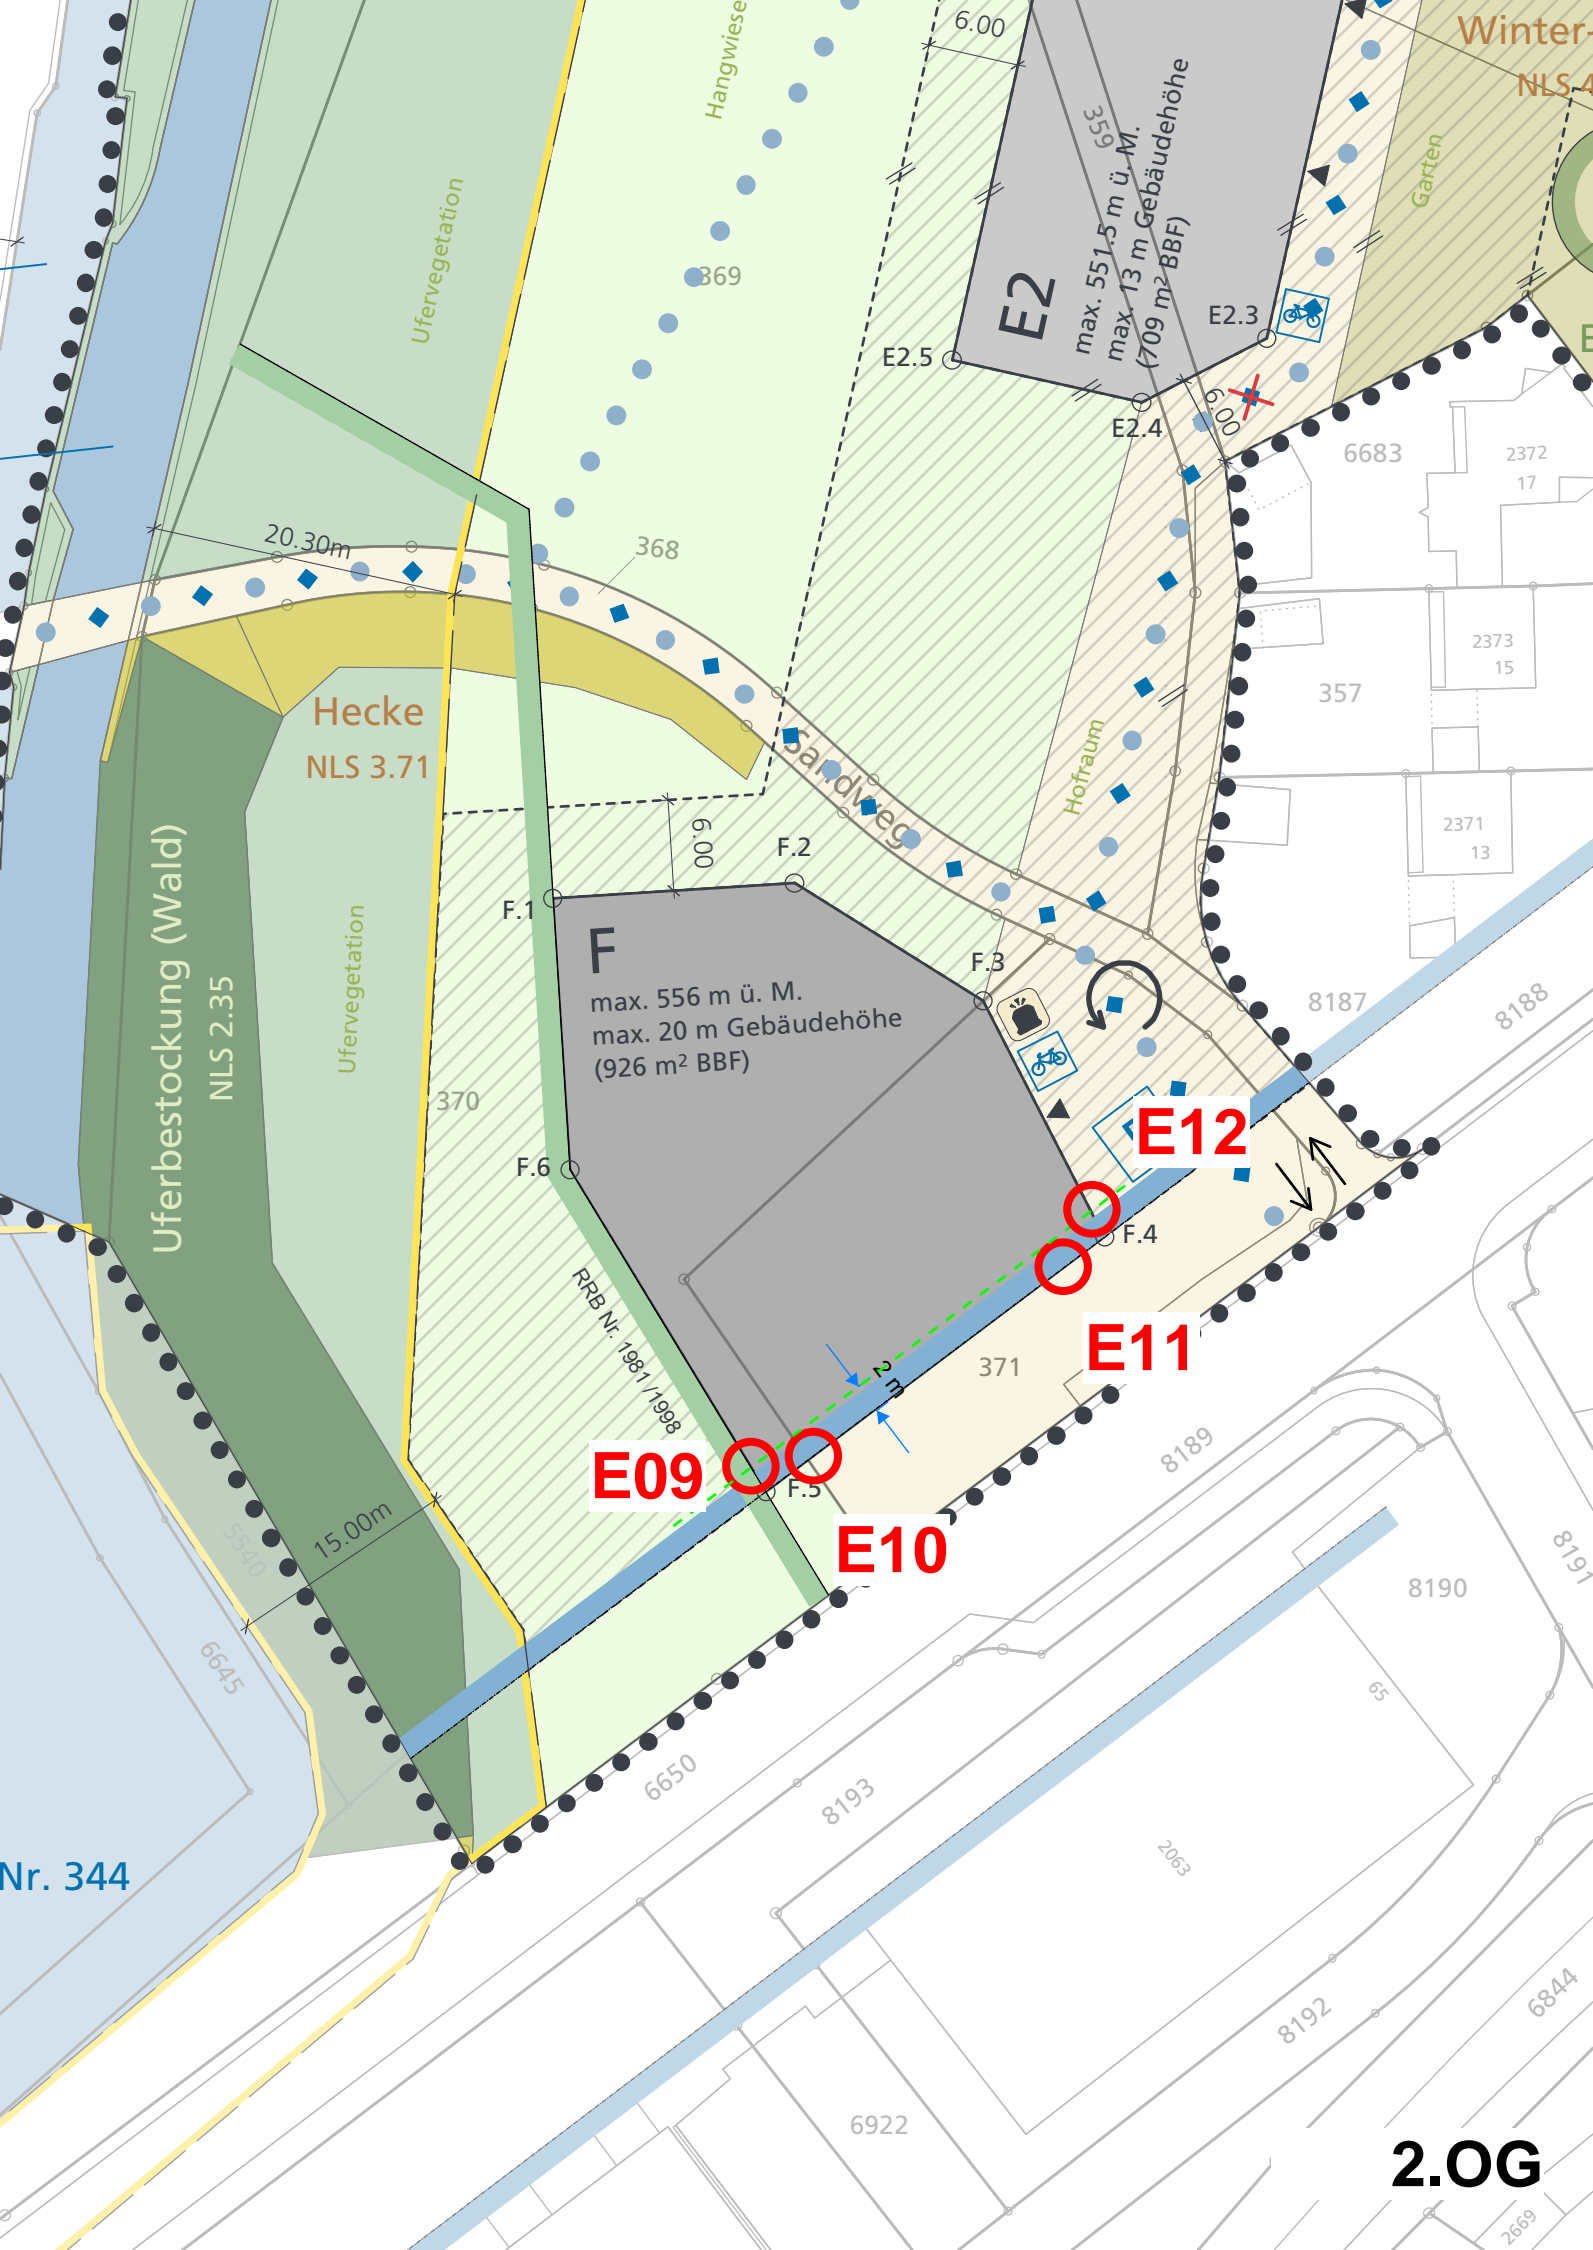 6.00
Winter-
NLS 4
Hangwiese
359
max. 551.5 m ü. M.
max. 13 m Gebäudehöhe
(709 m² BBF)
E2
Garten
Ufervegetation
369
E2.3
E2.5
E2.4
6.00
6683
2372
17
20.30m
368
2373
15
357
Hecke
NLS 3.71
Hofraum
Sandweg
6.00
2371
13
F.2
F.1
F
F.3
max. 556 m ü. M.
max. 20 m Gebäudehöhe
(926 m² BBF)
Uferbestockung (Wald)
NLS 2.35
Ufervegetation
370
8187
8188
E12
F.6
F.4
RRB Nr. 1981/1998
2 m
371
E11
E09
F.5
E10
8189
15.00m
5540
8190
8191
6645
6650
8193
65
2063
Nr. 344
8192
6844
6922
2.OG
2669